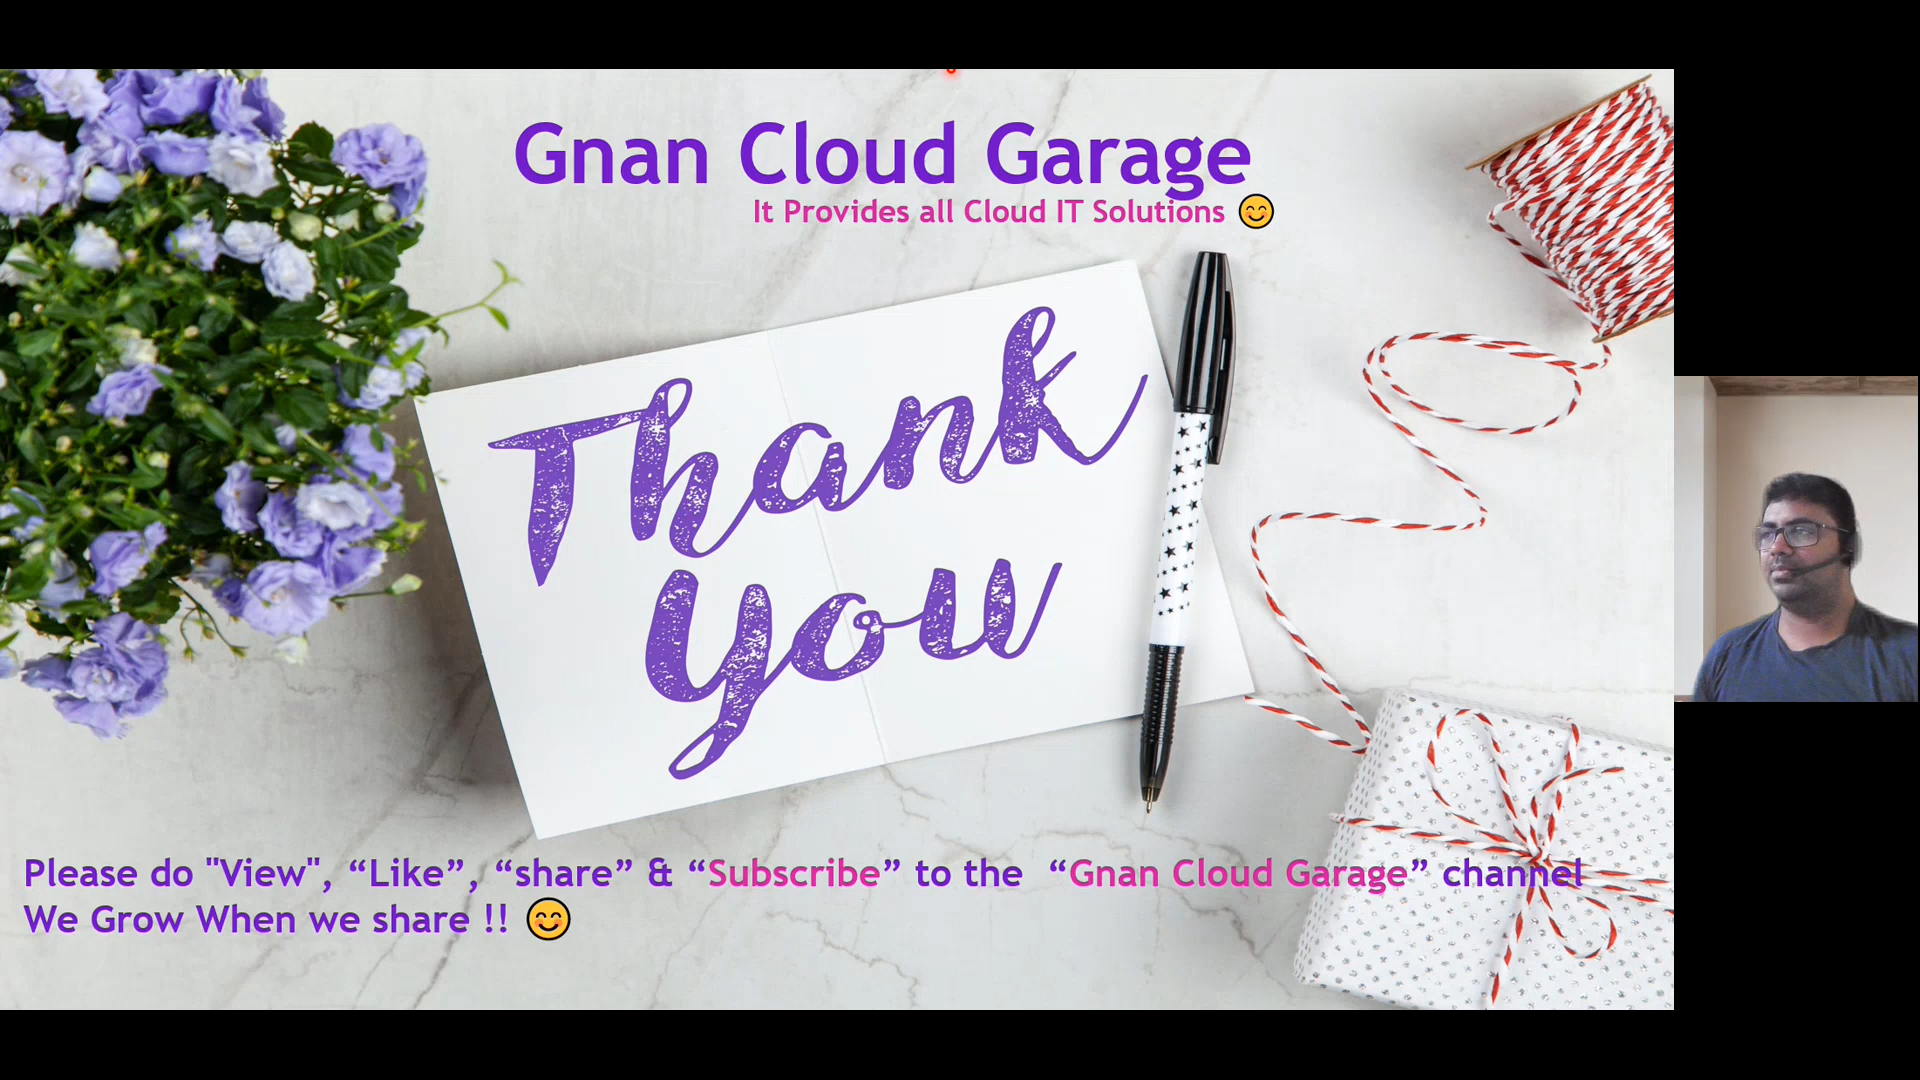 Gnan Cloud Garage
It Provides all Cloud IT Solutions 😊
Thank
you
Please do "View", “Like”, “share” & “Subscribe” to the “Gnan Cloud Garage” channel
We Grow When we share !! 😊